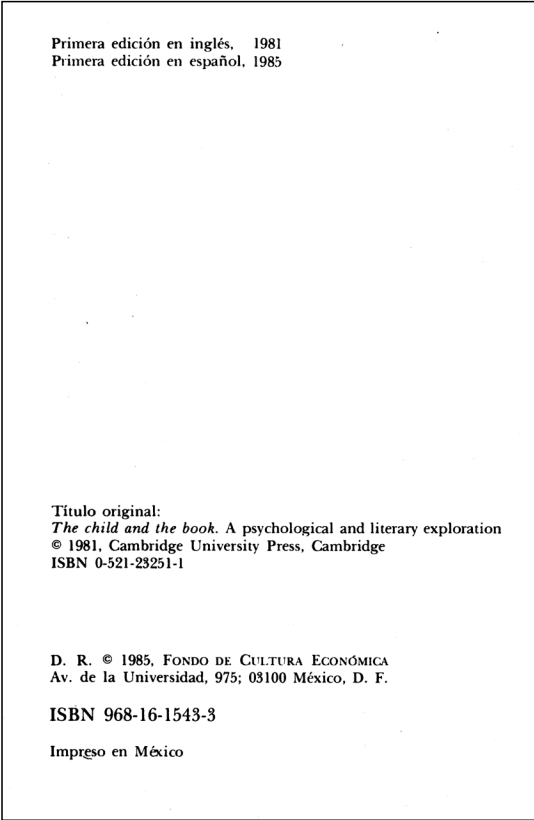 Primera edición en inglés, 1981
Primera edición en español, 1985
Título original:
The child and the book. A psychological and literary exploration
© 1981, Cambridge University Press, Cambridge
ISBN 0-521-23251-1
D. R. © 1985, FONDO DE CULTURA ECONÓMICA
Av. de la Universidad, 975; 03100 México, D. F.
ISBN 968-16-1543-3
Impreso en México